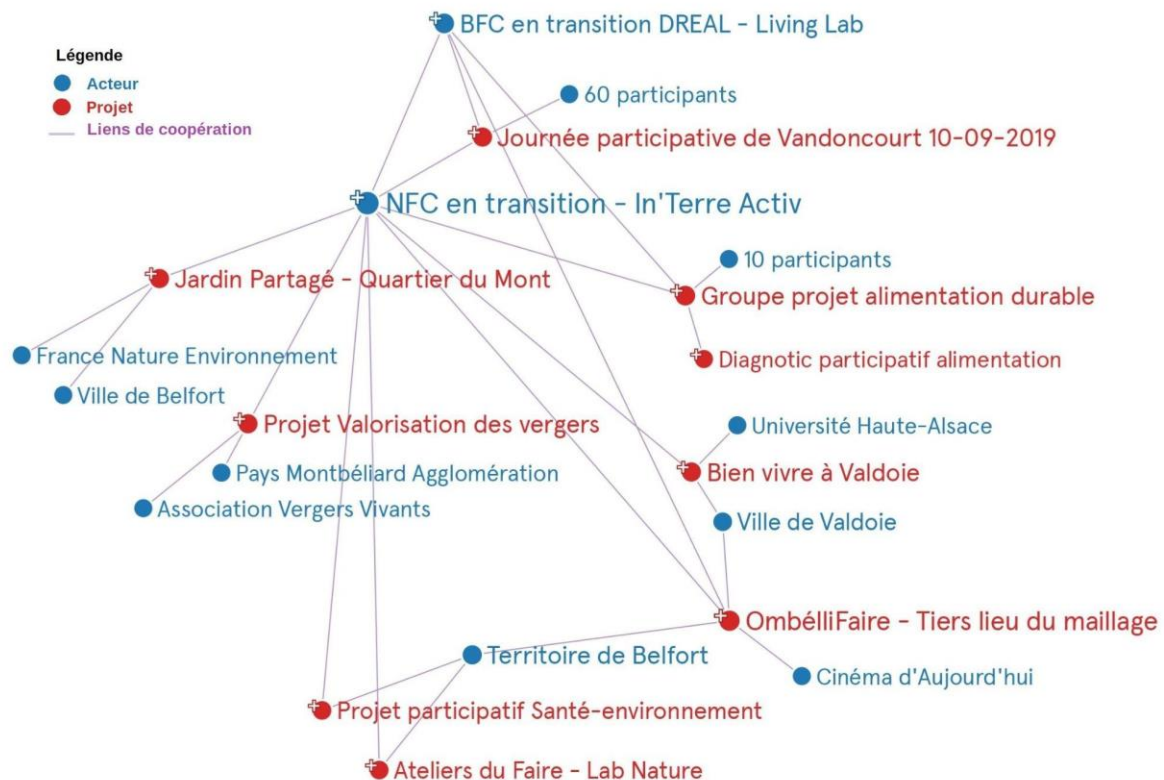 BFC en transition DREAL - Living Lab
Légende
Acteur
Projet
Liens de coopération
60 participants
Journée participative de Vandoncourt 10-09-2019
NFC en transition - In'Terre Activ
10 participants
Jardin Partagé - Quartier du Mont
Groupe projet alimentation durable
France Nature Environnement
Diagnotic participatif alimentation
Ville de Belfort
Projet Valorisation des vergers
Université Haute-Alsace
Pays Montbéliard Agglomération
Bien vivre à Valdoie
Association Vergers Vivants
Ville de Valdoie
OmbélliFaire - Tiers lieu du maillage
Territoire de Belfort
Cinéma d'Aujourd'hui
Projet participatif Santé-environnement
Ateliers du Faire - Lab Nature